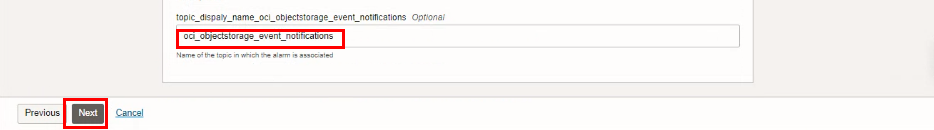 topic_dispaly_name_oci_objectstorage_event_notifications Optional
oci_objectstorage_event_notifications
Name of the topic in which the alarm is associated
Previous Next Cancel